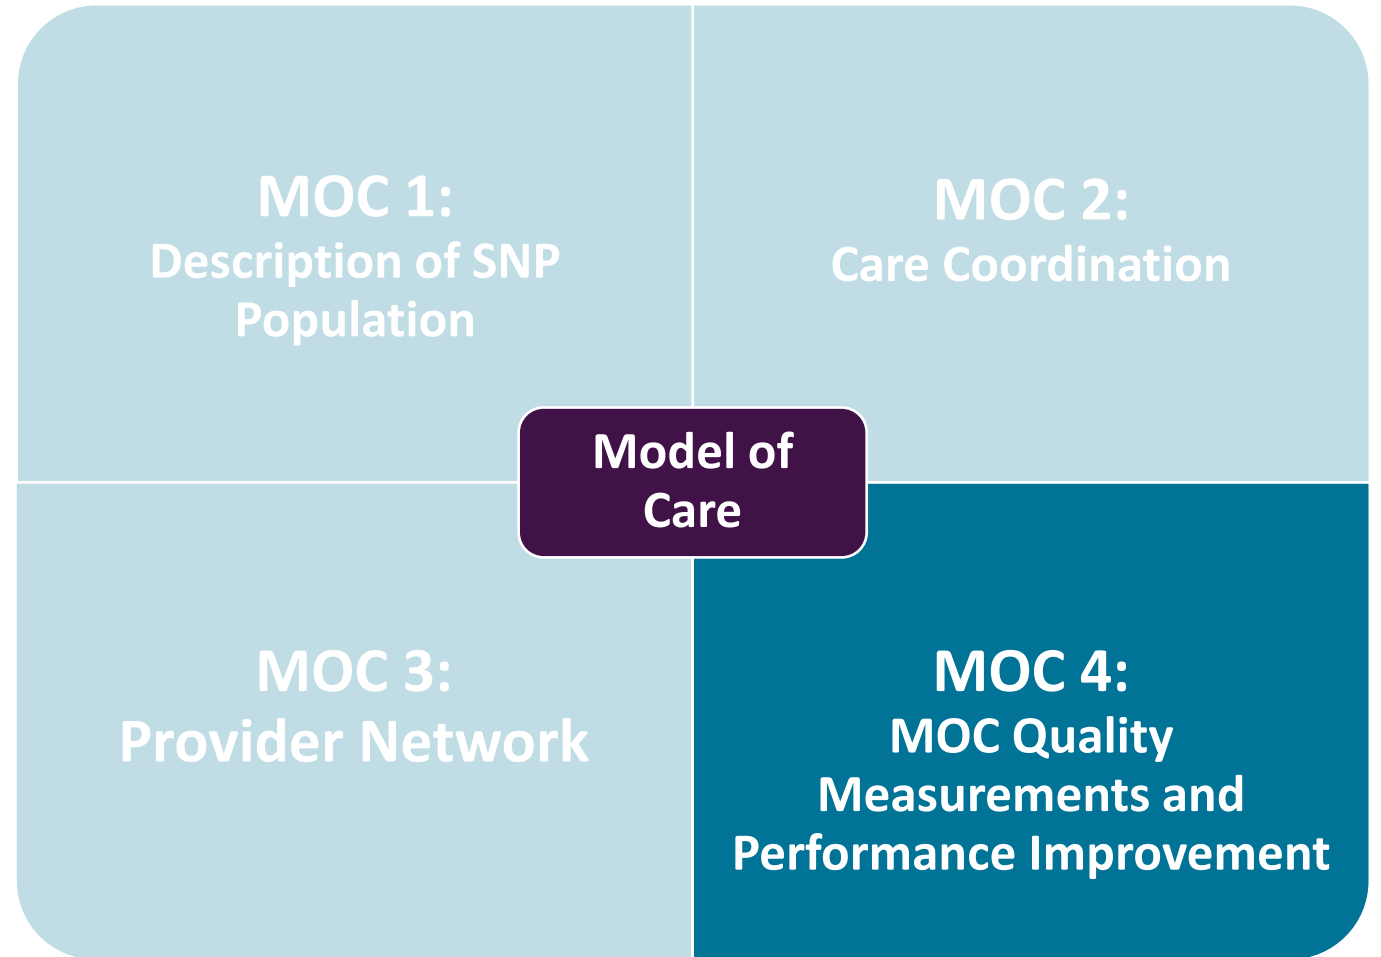 MOC 1:
Description of SNP
Population
MOC 2:
Care Coordination
Model of
Care
MOC 3:
Provider Network
MOC 4:
MOC Quality
Measurements and
Performance Improvement